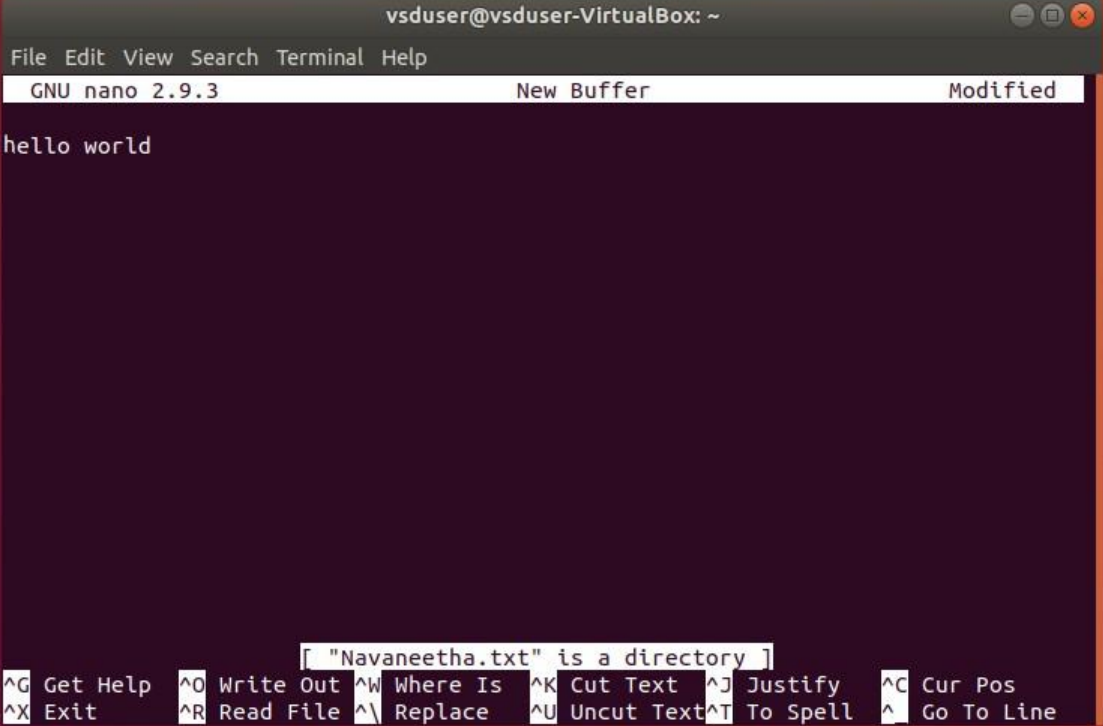 vsduser@vsduser-VirtualBox: ~
File Edit View Search Terminal Help
GNU nano 2.9.3 New Buffer Modified
hello world
[ "Navaneetha.txt" is a directory ]
^G Get Help ^O Write Out ^W Where Is ^K Cut Text ^J Justify ^C Cur Pos
^X Exit ^R Read File ^\ Replace ^U Uncut Text ^T To Spell ^_ Go To Line